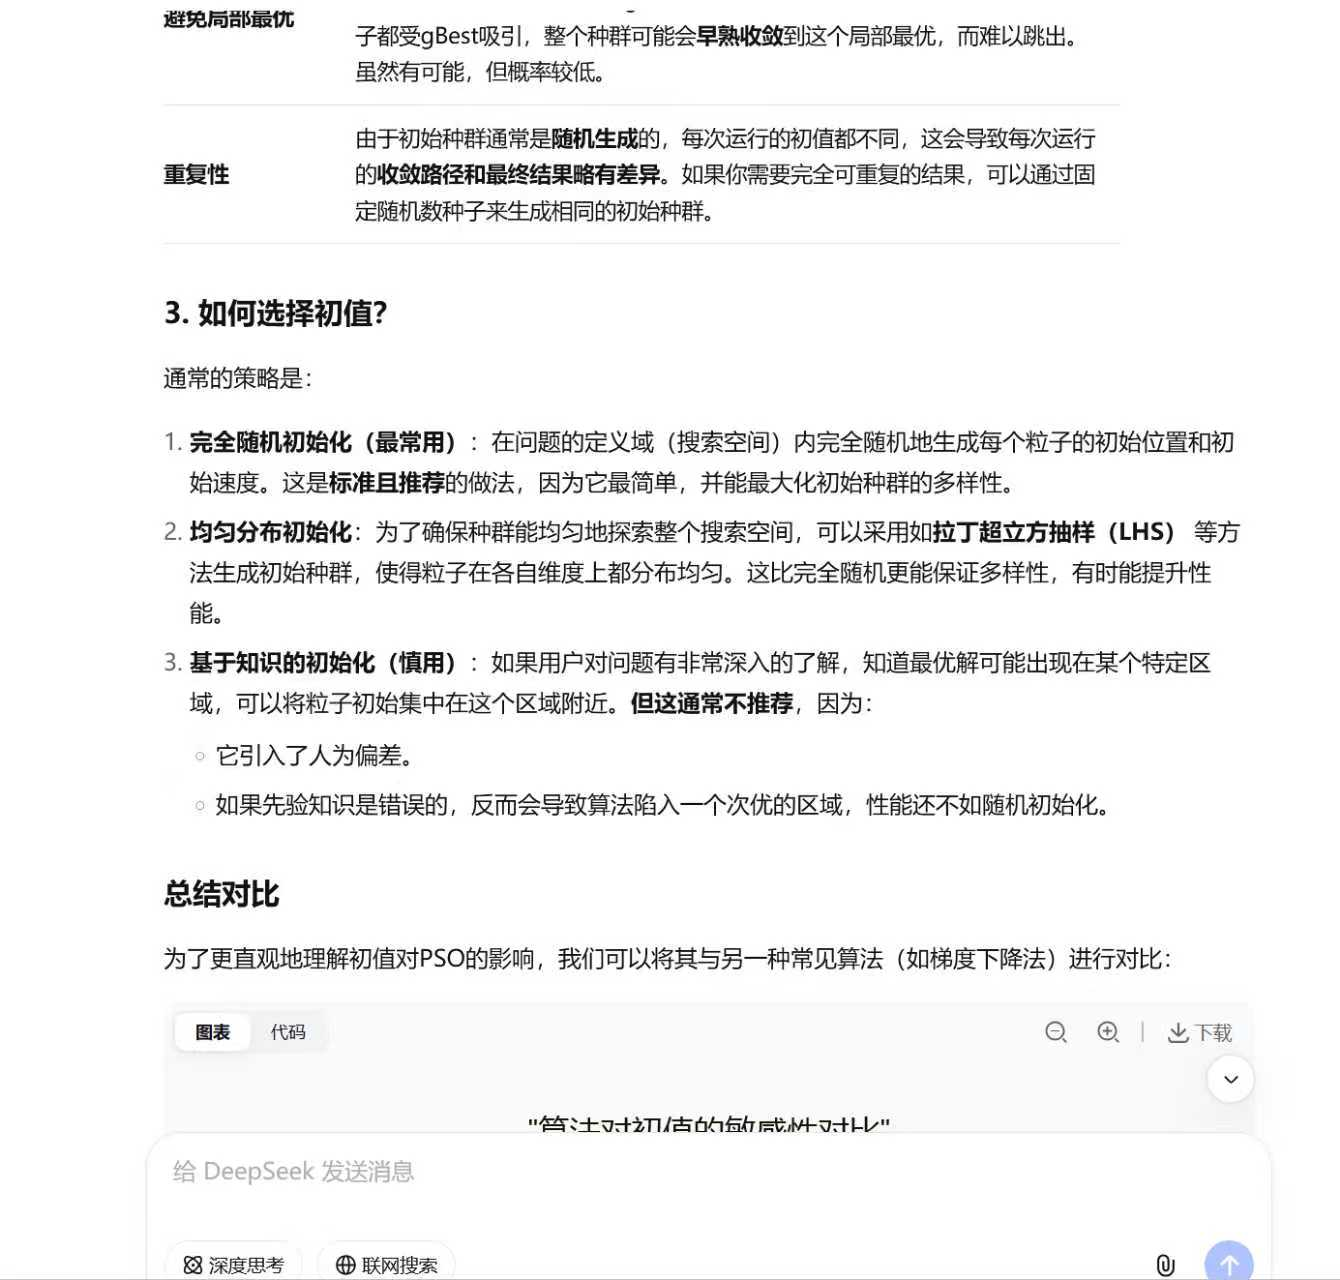 避免局部最优
子都受gBest吸引，整个种群可能会早熟收敛到这个局部最优，而难以跳出。
虽然有可能，但概率较低。
重复性
由于初始种群通常是随机生成的，每次运行的初值都不同，这会导致每次运行
的收敛路径和最终结果略有差异。如果你需要完全可重复的结果，可以通过固
定随机数种子来生成相同的初始种群。
3. 如何选择初值？
通常的策略是：
1. 完全随机初始化（最常用）：在问题的定义域（搜索空间）内完全随机地生成每个粒子的初始位置和初
始速度。这是标准且推荐的做法，因为它最简单，并能最大化初始种群的多样性。
2. 均匀分布初始化：为了确保种群能均匀地探索整个搜索空间，可以采用如拉丁超立方抽样（LHS） 等方
法生成初始种群，使得粒子在各自维度上都分布均匀。这比完全随机更能保证多样性，有时能提升性
能。
3. 基于知识的初始化（慎用）：如果用户对问题有非常深入的了解，知道最优解可能出现在某个特定区
域，可以将粒子初始集中在这个区域附近。但这通常不推荐，因为：
它引入了人为偏差。
如果先验知识是错误的，反而会导致算法陷入一个次优的区域，性能还不如随机初始化。
总结对比
为了更直观地理解初值对PSO的影响，我们可以将其与另一种常见算法（如梯度下降法）进行对比：
图表 代码 下载
"算法对初值的敏感性对比"
给 DeepSeek 发送消息
深度思考 联网搜索